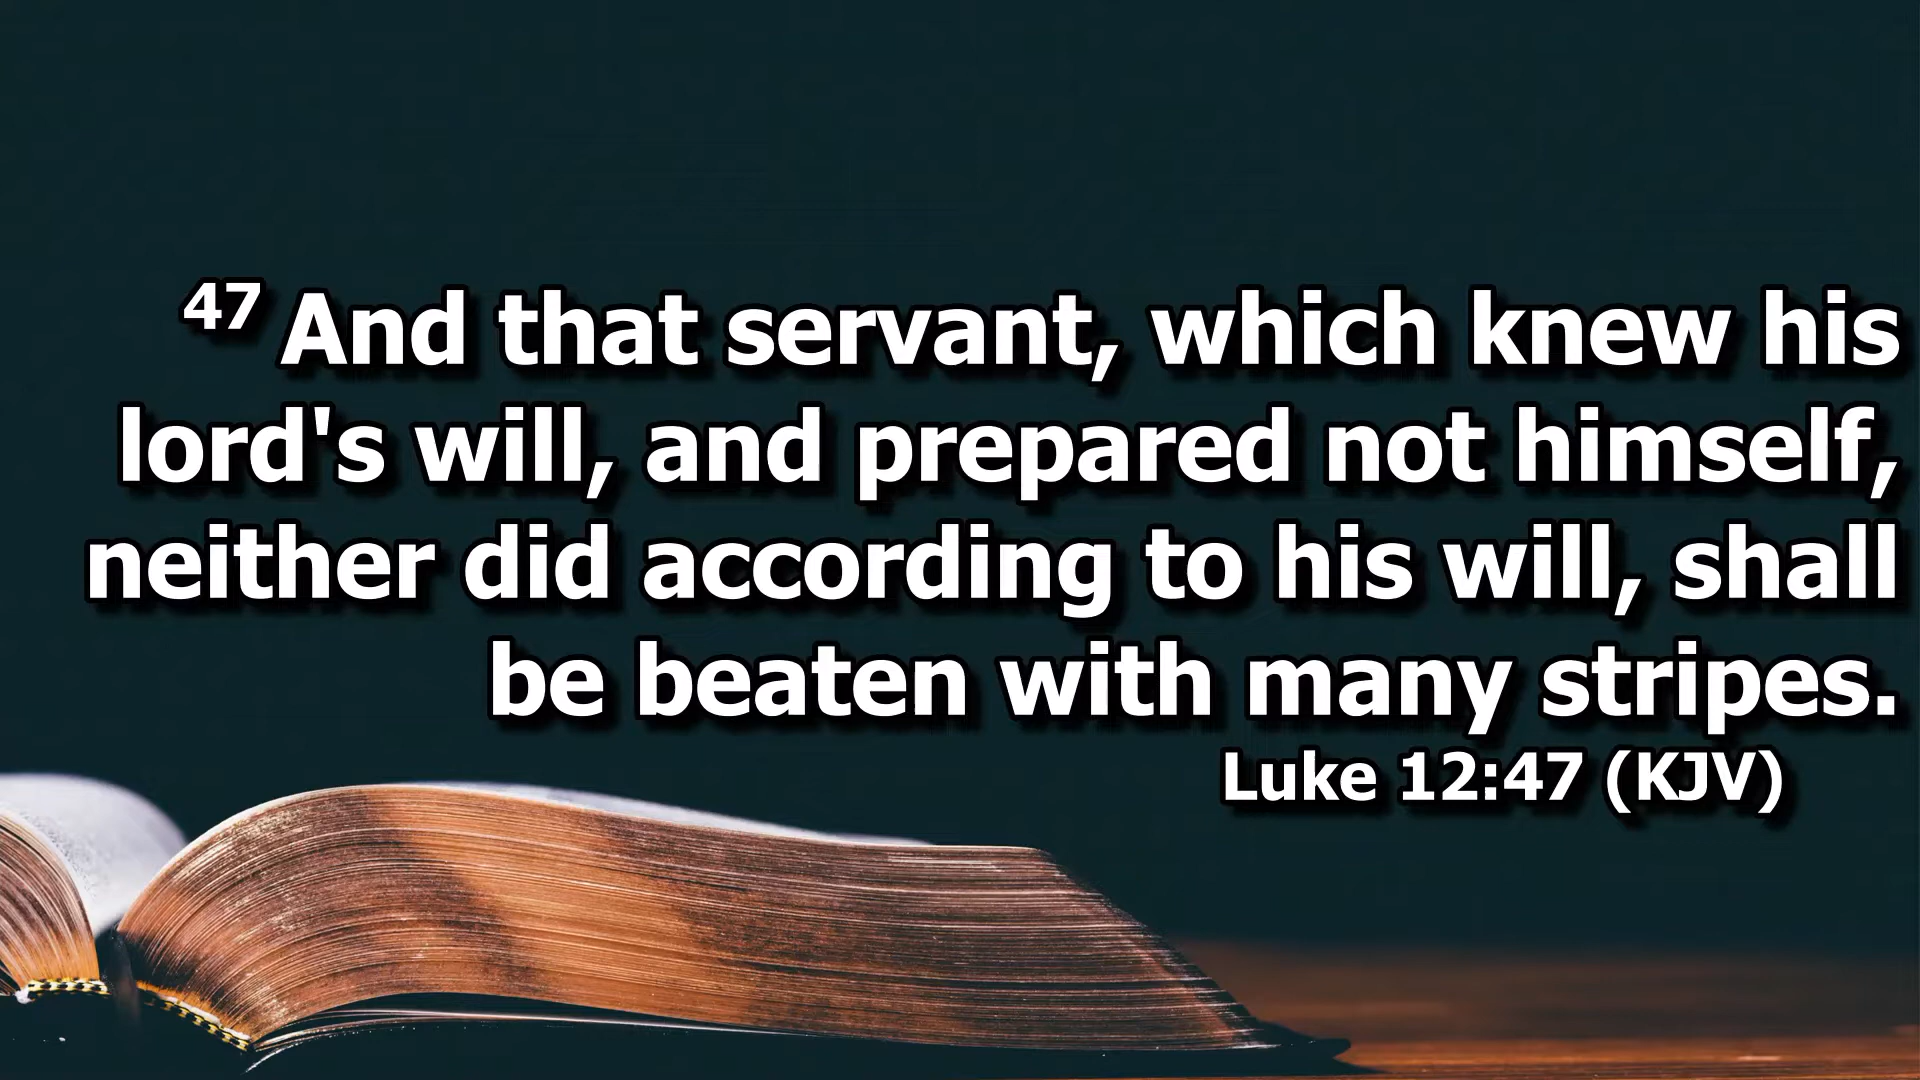 47 And that servant, which knew his
lord's will, and prepared not himself,
neither did according to his will, shall
be beaten with many stripes.
Luke 12:47 (KJV)